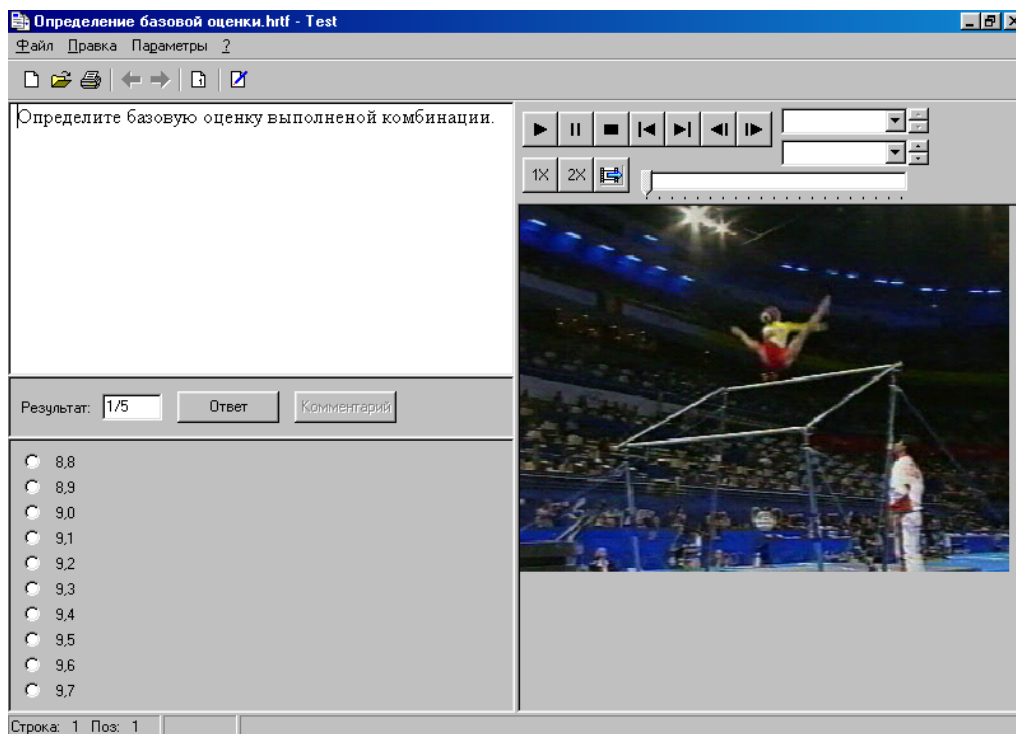 Определение базовой оценки.hrtf - Test
Файл Правка Параметры ?
Определите базовую оценку выполненой комбинации.
1X 2X
Результат: 1/5 Ответ Комментарий
8,8
8,9
9,0
9,1
9,2
9,3
9,4
9,5
9,6
9,7
Строка: 1 Поз: 1